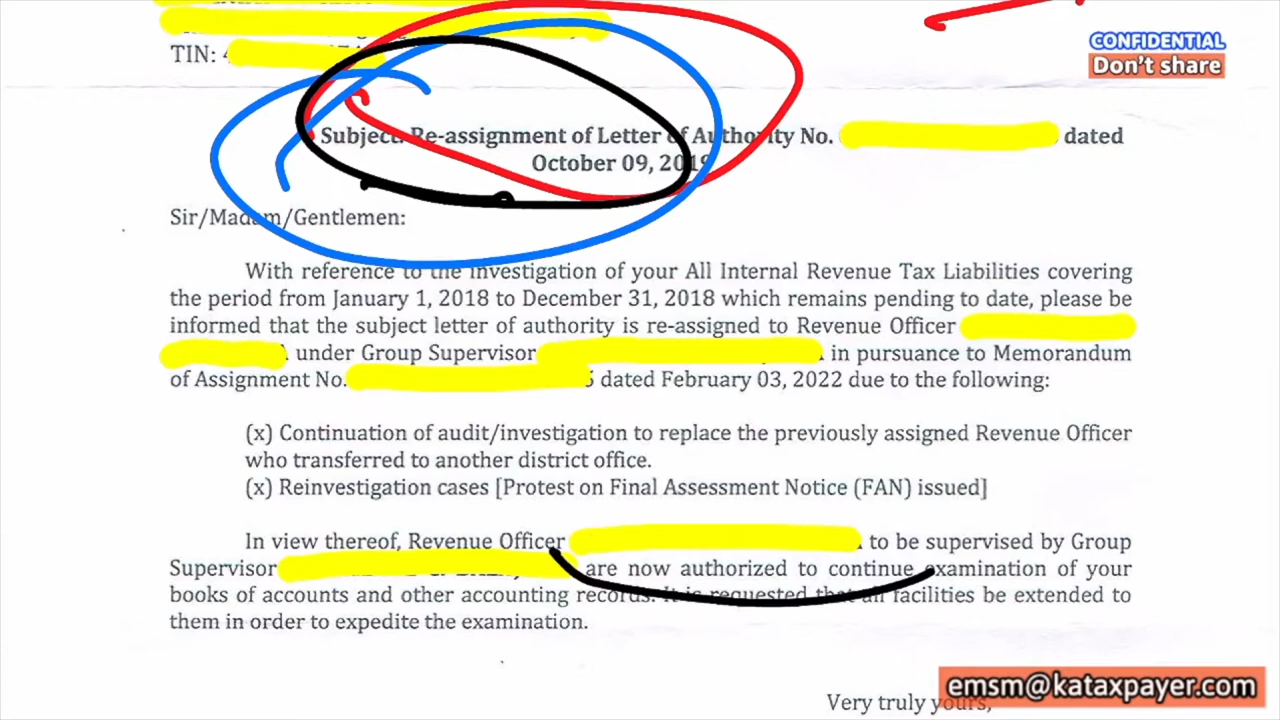 TIN: 4
CONFIDENTIAL
Don't share
Subject: Re-assignment of Letter of Authority No. dated
October 09, 2019
Sir/Madam/Gentlemen:
With reference to the investigation of your All Internal Revenue Tax Liabilities covering
the period from January 1, 2018 to December 31, 2018 which remains pending to date, please be
informed that the subject letter of authority is re-assigned to Revenue Officer
under Group Supervisor in pursuance to Memorandum
of Assignment No. 5 dated February 03, 2022 due to the following:
(x) Continuation of audit/investigation to replace the previously assigned Revenue Officer
who transferred to another district office.
(x) Reinvestigation cases [Protest on Final Assessment Notice (FAN) issued]
In view thereof, Revenue Officer to be supervised by Group
Supervisor are now authorized to continue examination of your
books of accounts and other accounting records. It is requested that all facilities be extended to
them in order to expedite the examination.
Very truly yours,
emsm@kataxpayer.com